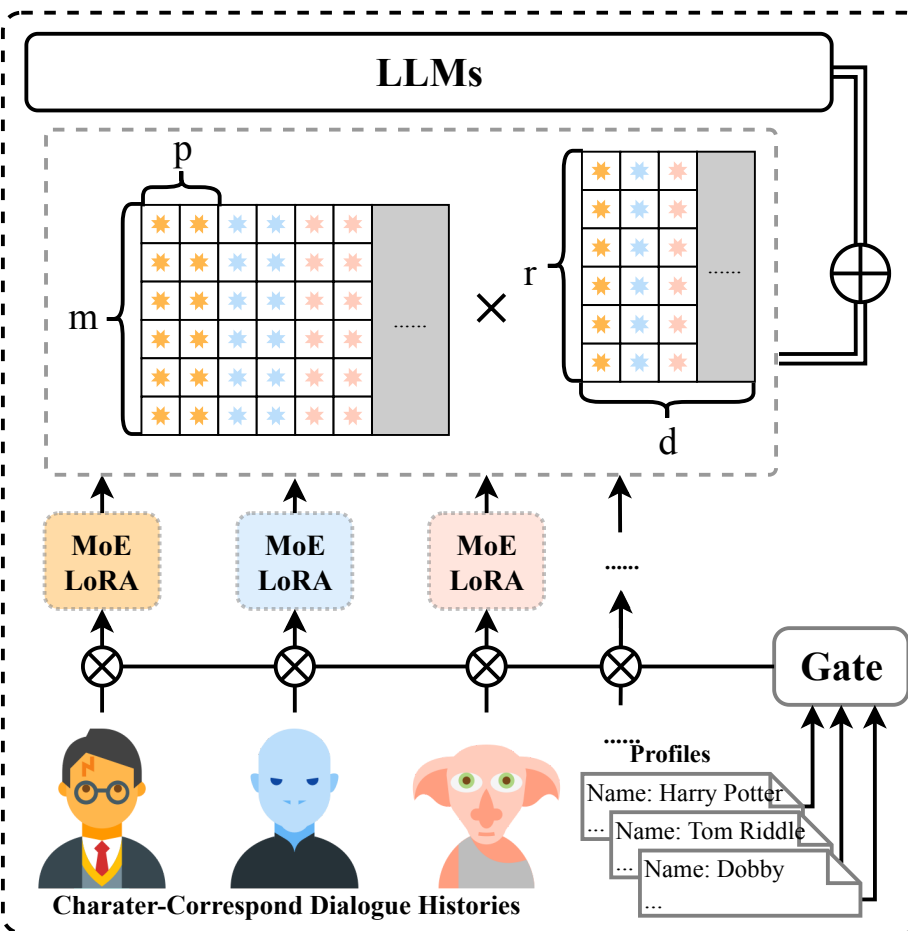 LLMs
p
m
......
×
r
......
d
MoE
LoRA
MoE
LoRA
MoE
LoRA
......
Gate
......
Profiles
Name: Harry Potter
...
Name: Tom Riddle
...
Name: Dobby
...
Charater-Correspond Dialogue Histories